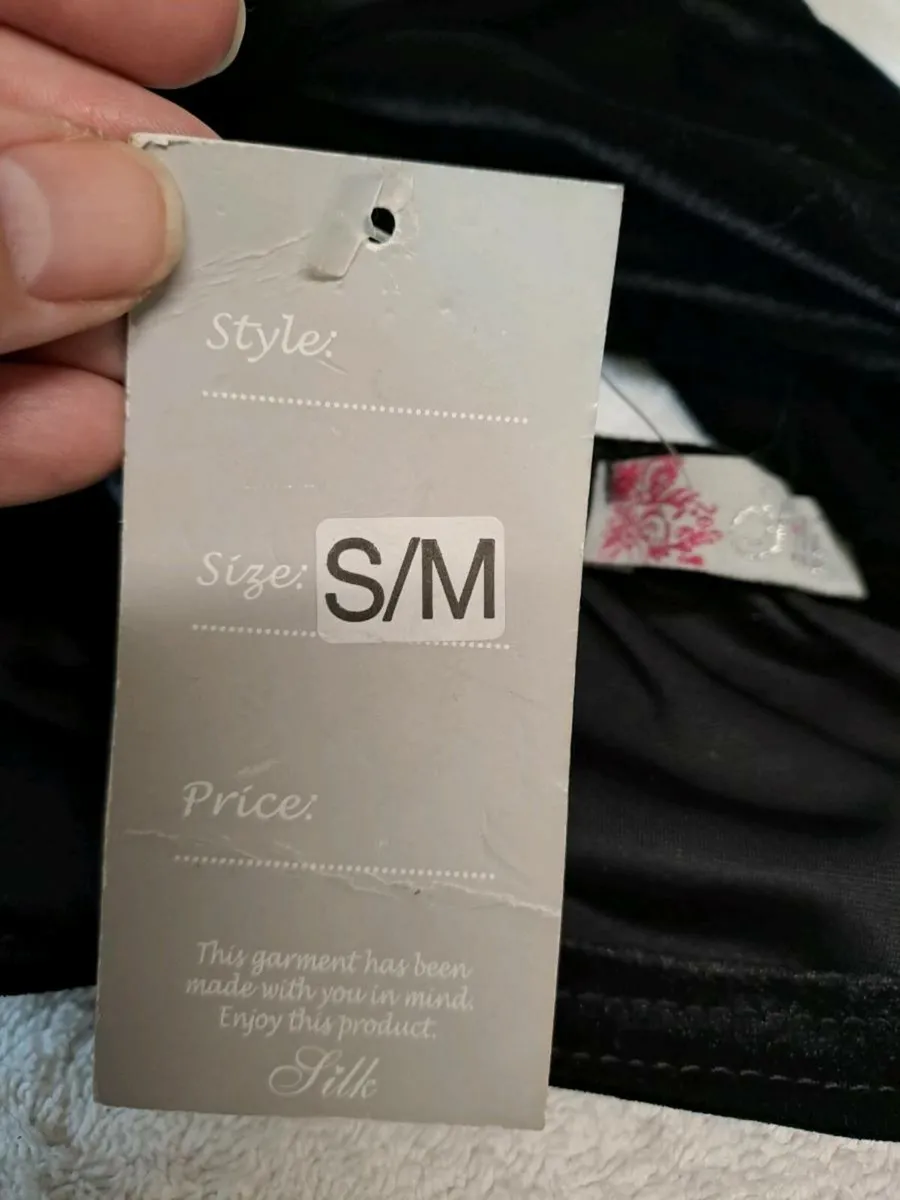 Style:
Size: S/M
Price:
This garment has been
made with you in mind.
Enjoy this product.
Silk